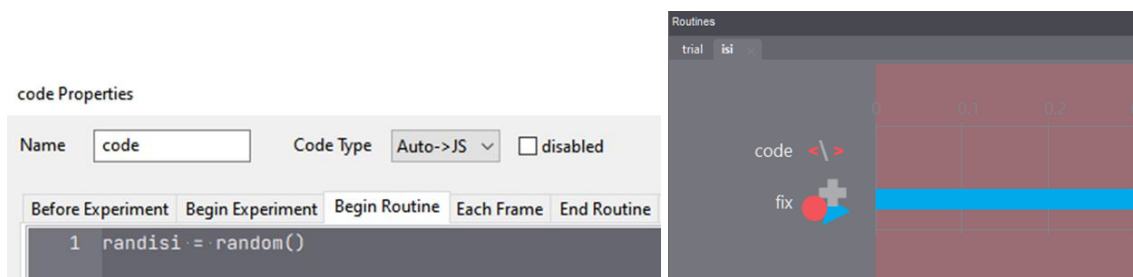 code Properties
Name code Code Type Auto->JS disabled
Before Experiment Begin Experiment Begin Routine Each Frame End Routine
1 randisi = random()
Routines
trial isi
0 0.1 0.2
code
fix